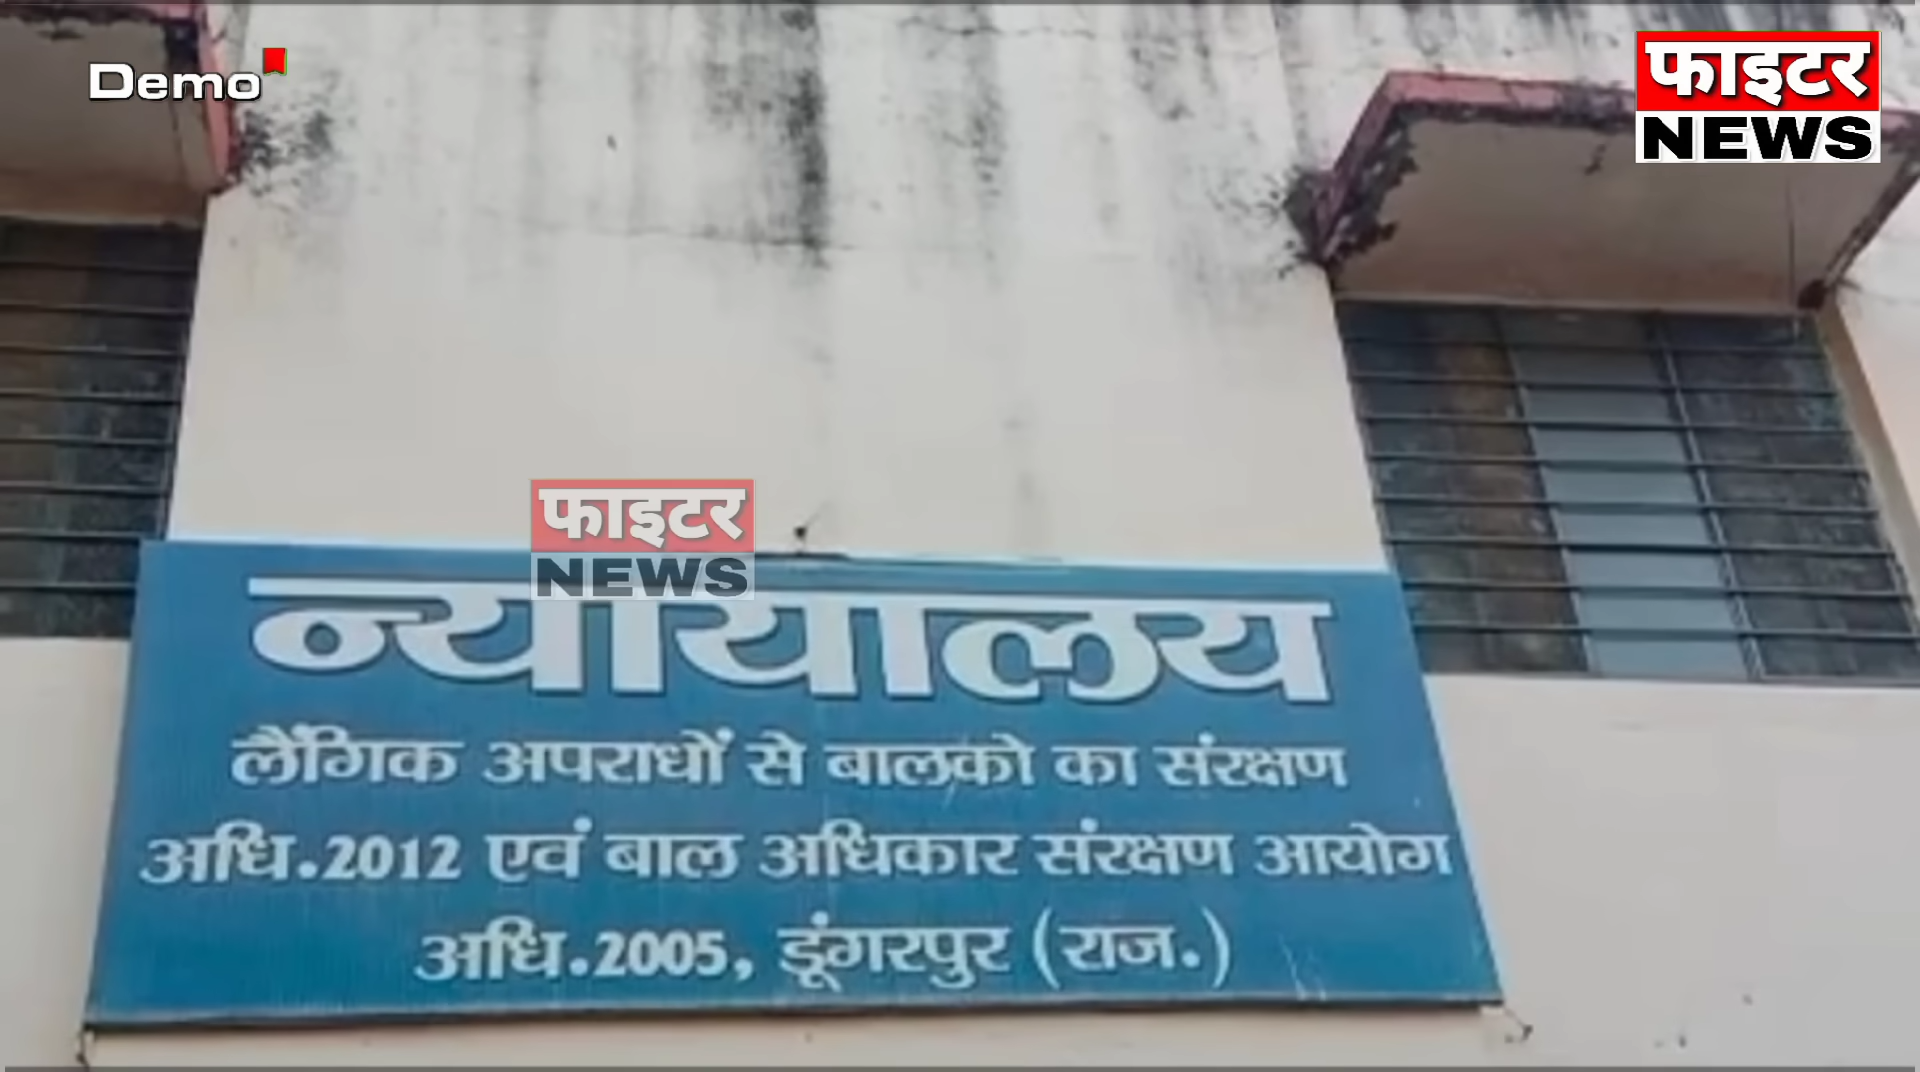 Demo
फाइटर
NEWS
फाइटर
NEWS
न्यायालय
लैंगिक अपराधों से बालको का संरक्षण
अधि.2012 एवं बाल अधिकार संरक्षण आयोग
अधि.2005, डूंगरपुर (राज.)